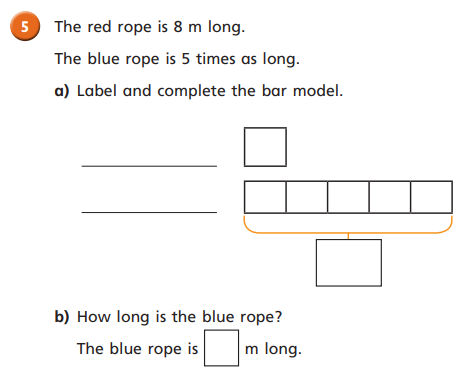 5 The red rope is 8 m long.
The blue rope is 5 times as long.
a) Label and complete the bar model.
b) How long is the blue rope?
The blue rope is m long.